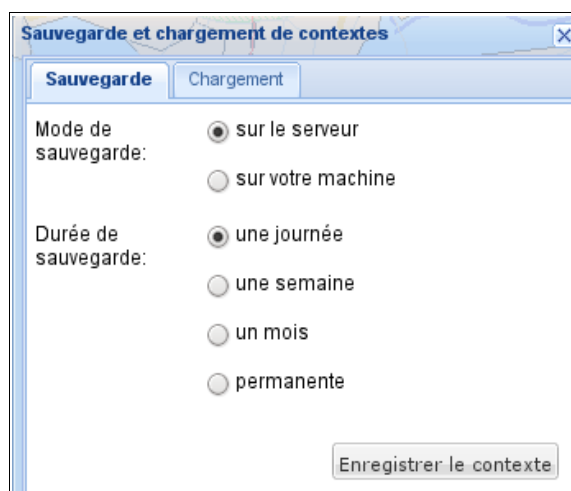 Sauvegarde et chargement de contextes
Sauvegarde Chargement
Mode de sauvegarde:
sur le serveur
sur votre machine
Durée de sauvegarde:
une journée
une semaine
un mois
permanente
Enregistrer le contexte